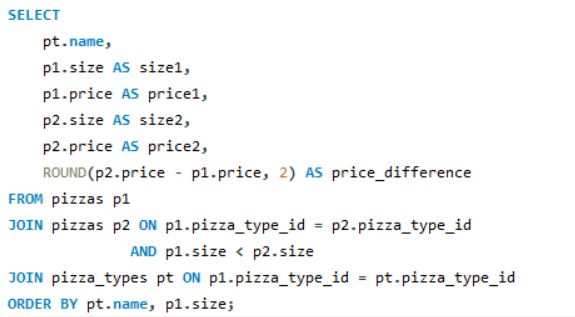 SELECT
    pt.name,
    p1.size AS size1,
    p1.price AS price1,
    p2.size AS size2,
    p2.price AS price2,
    ROUND(p2.price - p1.price, 2) AS price_difference
FROM pizzas p1
JOIN pizzas p2 ON p1.pizza_type_id = p2.pizza_type_id
              AND p1.size < p2.size
JOIN pizza_types pt ON p1.pizza_type_id = pt.pizza_type_id
ORDER BY pt.name, p1.size;